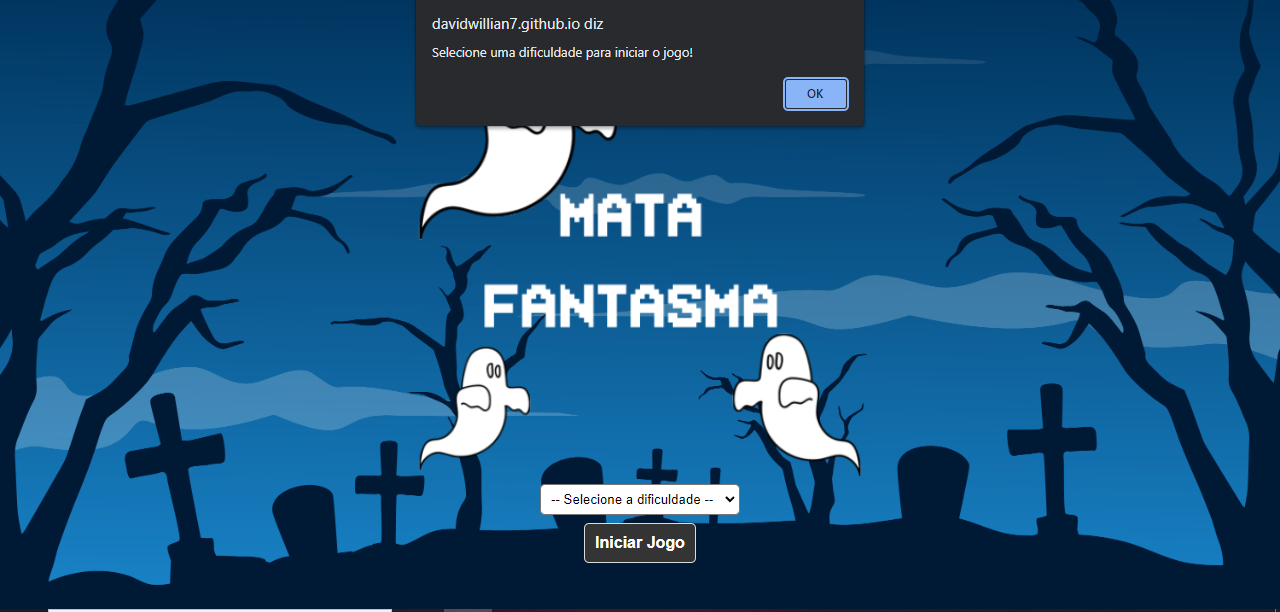 davidwillian7.github.io diz
Selecione uma dificuldade para iniciar o jogo!
OK
MATA
FANTASMA
-- Selecione a dificuldade --
Iniciar Jogo